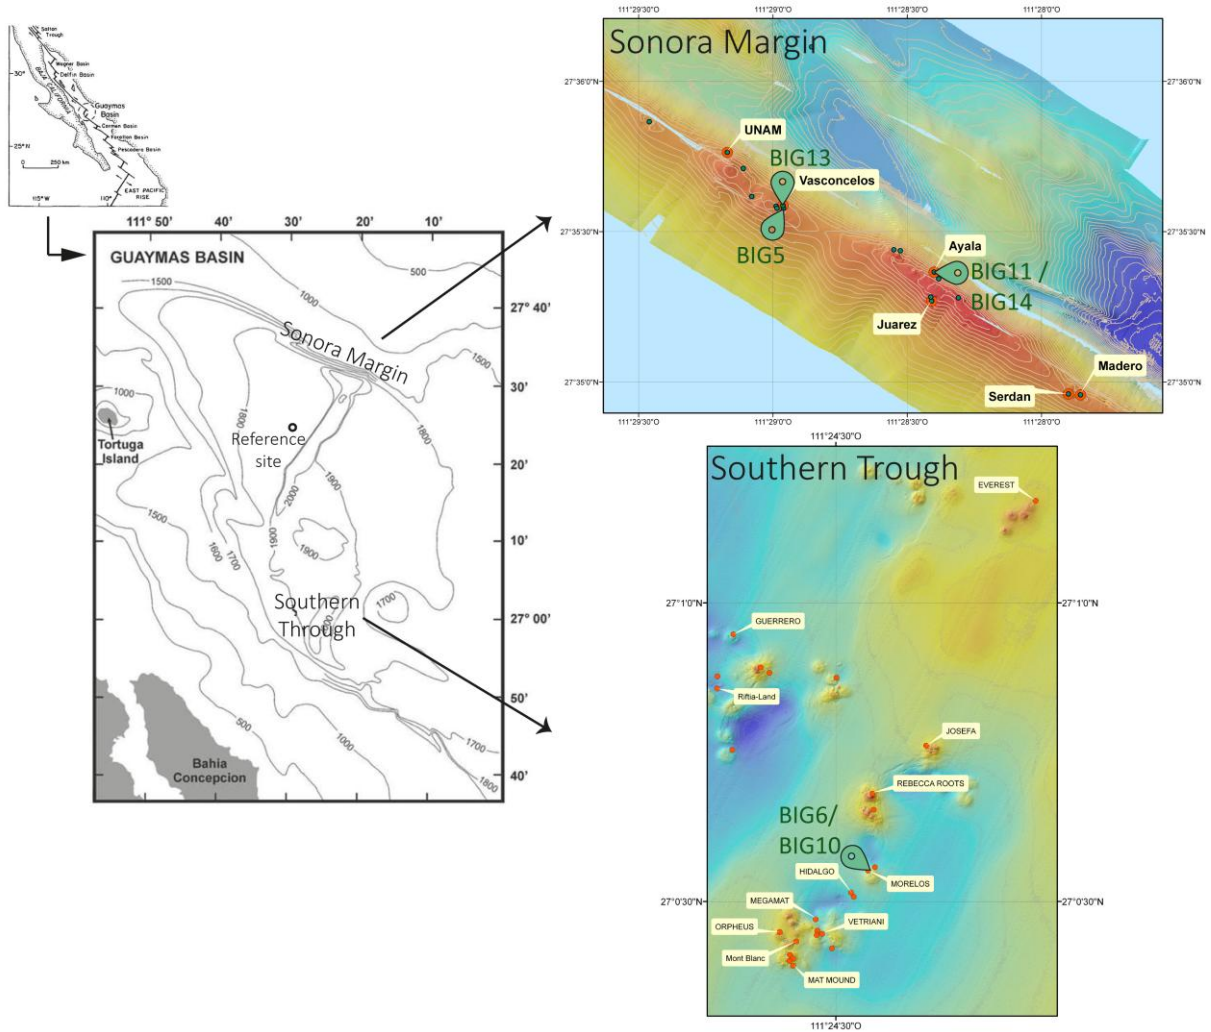 Salton
Trough
Wagner Basin
Delfin Basin
30°
BAJA CALIFORNIA
Guaymas
Basin
Carmen Basin
Farallon Basin
25°N
Pescadero Basin
0 250 km
EAST PACIFIC
RISE
115°W
110°
111° 50'
40'
30'
20'
10'
GUAYMAS BASIN
500
1000
1500
27° 40'
Sonora Margin
1500
30'
1000
1800
1800
Tortuga
Island
Reference
site
20'
2000
1900
1500
1900
10'
1600
1700
1900
Southern
Through
1700
27° 00'
50'
500
1000
1700
1800
40'
Bahia
Concepcion
111°29'30"W
111°29'0"W
111°28'30"W
111°28'0"W
Sonora Margin
27°36'0"N
27°36'0"N
UNAM
BIG13
Vasconcelos
27°35'30"N
27°35'30"N
BIG5
Ayala
BIG11 /
BIG14
Juarez
Madero
27°35'0"N
27°35'0"N
Serdan
111°29'30"W
111°29'0"W
111°28'30"W
111°28'0"W
111°24'30"W
Southern Trough
EVEREST
27°1'0"N
27°1'0"N
GUERRERO
Riftia-Land
JOSEFA
REBECCA ROOTS
BIG6/
BIG10
HIDALGO
MORELOS
27°0'30"N
27°0'30"N
MEGAMAT
VETRIANI
ORPHEUS
Mont Blanc
MAT MOUND
111°24'30"O